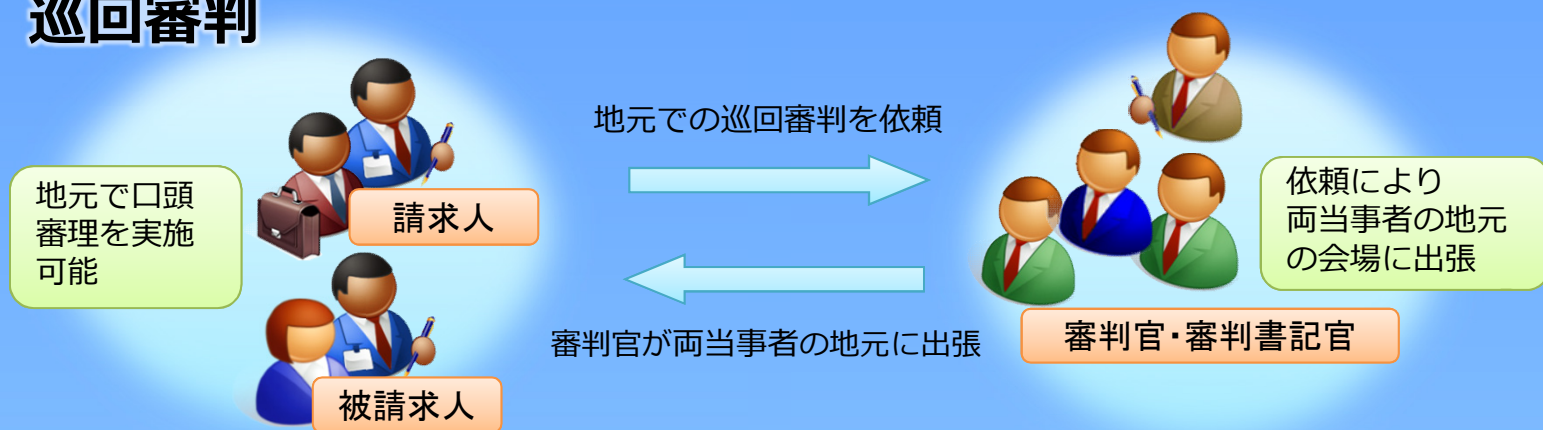 巡回審判
地元での巡回審判を依頼
地元で口頭
審理を実施
可能
請求人
依頼により
両当事者の地元
の会場に出張
審判官が両当事者の地元に出張
審判官・審判書記官
被請求人